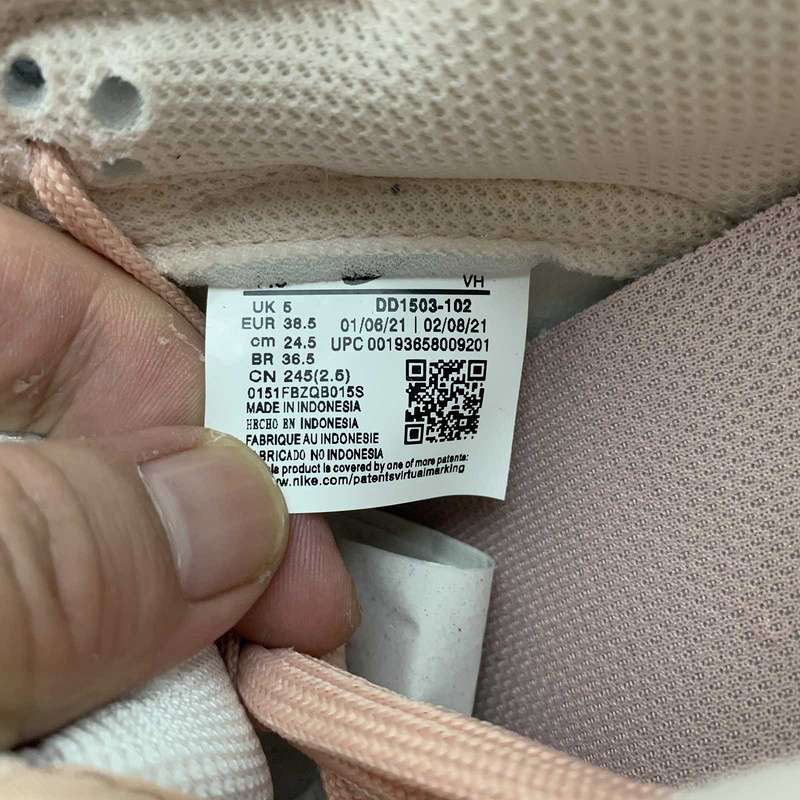 VH
UK 5 DD1503-102
EUR 38.5 01/06/21 | 02/08/21
cm 24.5 UPC 00193658009201
BR 36.5
CN 245(2.5)
0151FBZQB015S
MADE IN INDONESIA
HECHO EN INDONESIA
FABRIQUE AU INDONESIE
FABRICADO NO INDONESIA
product is covered by one of more patents:
.nike.com/patentsvirtualmarking